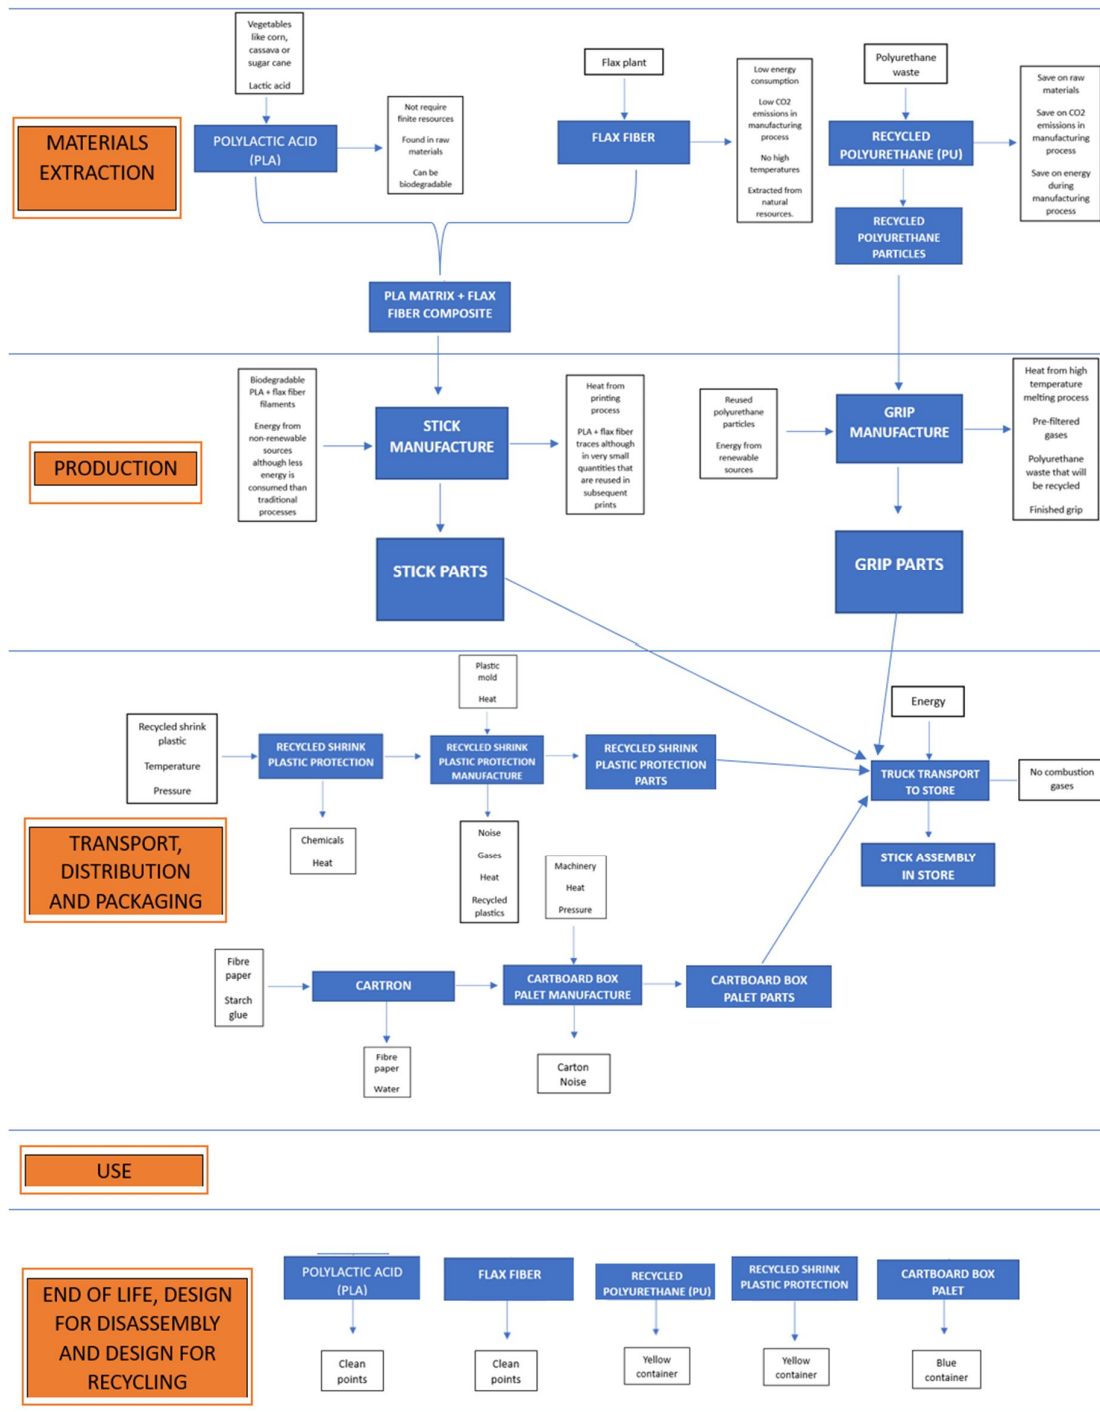 Vegetables
like corn,
cassava or
sugar cane
Lactic acid
Flax plant
Polyurethane
waste
MATERIALS
EXTRACTION
POLYLACTIC ACID
(PLA)
Not require
finite resources
Found in raw
materials
Can be
biodegradable
FLAX FIBER
Low energy
consumption
Low CO2
emissions in
manufacturing
process
No high
temperatures
Extracted from
natural
resources.
RECYCLED
POLYURETHANE (PU)
Save on raw
materials
Save on CO2
emissions in
manufacturing
process
Save on energy
during
manufacturing
process
RECYCLED
POLYURETHANE
PARTICLES
PLA MATRIX + FLAX
FIBER COMPOSITE
PRODUCTION
Biodegradable
PLA + flax fiber
filaments
Energy from
non-renewable
sources
although less
energy is
consumed than
traditional
processes
STICK
MANUFACTURE
Heat from
printing
process
PLA + flax fiber
traces although
in very small
quantities that
are reused in
subsequent
prints
Reused
polyurethane
particles
Energy from
renewable
sources
GRIP
MANUFACTURE
Heat from high
temperature
melting process
Pre-filtered
gases
Polyurethane
waste that will
be recycled
Finished grip
STICK PARTS
GRIP PARTS
TRANSPORT,
DISTRIBUTION
AND PACKAGING
Plastic
mold
Heat
Energy
Recycled shrink
plastic
Temperature
Pressure
RECYCLED SHRINK
PLASTIC PROTECTION
RECYCLED SHRINK
PLASTIC PROTECTION
MANUFACTURE
RECYCLED SHRINK
PLASTIC PROTECTION
PARTS
TRUCK TRANSPORT
TO STORE
No combustion
gases
Chemicals
Heat
Noise
Gases
Heat
Recycled
plastics
Machinery
Heat
Pressure
STICK ASSEMBLY
IN STORE
Fibre
paper
Starch
glue
CARTRON
CARTBOARD BOX
PALET MANUFACTURE
CARTBOARD BOX
PALET PARTS
Fibre
paper
Water
Carton
Noise
USE
END OF LIFE, DESIGN
FOR DISASSEMBLY
AND DESIGN FOR
RECYCLING
POLYLACTIC ACID
(PLA)
FLAX FIBER
RECYCLED
POLYURETHANE (PU)
RECYCLED SHRINK
PLASTIC PROTECTION
CARTBOARD BOX
PALET
Clean
points
Clean
points
Yellow
container
Yellow
container
Blue
container